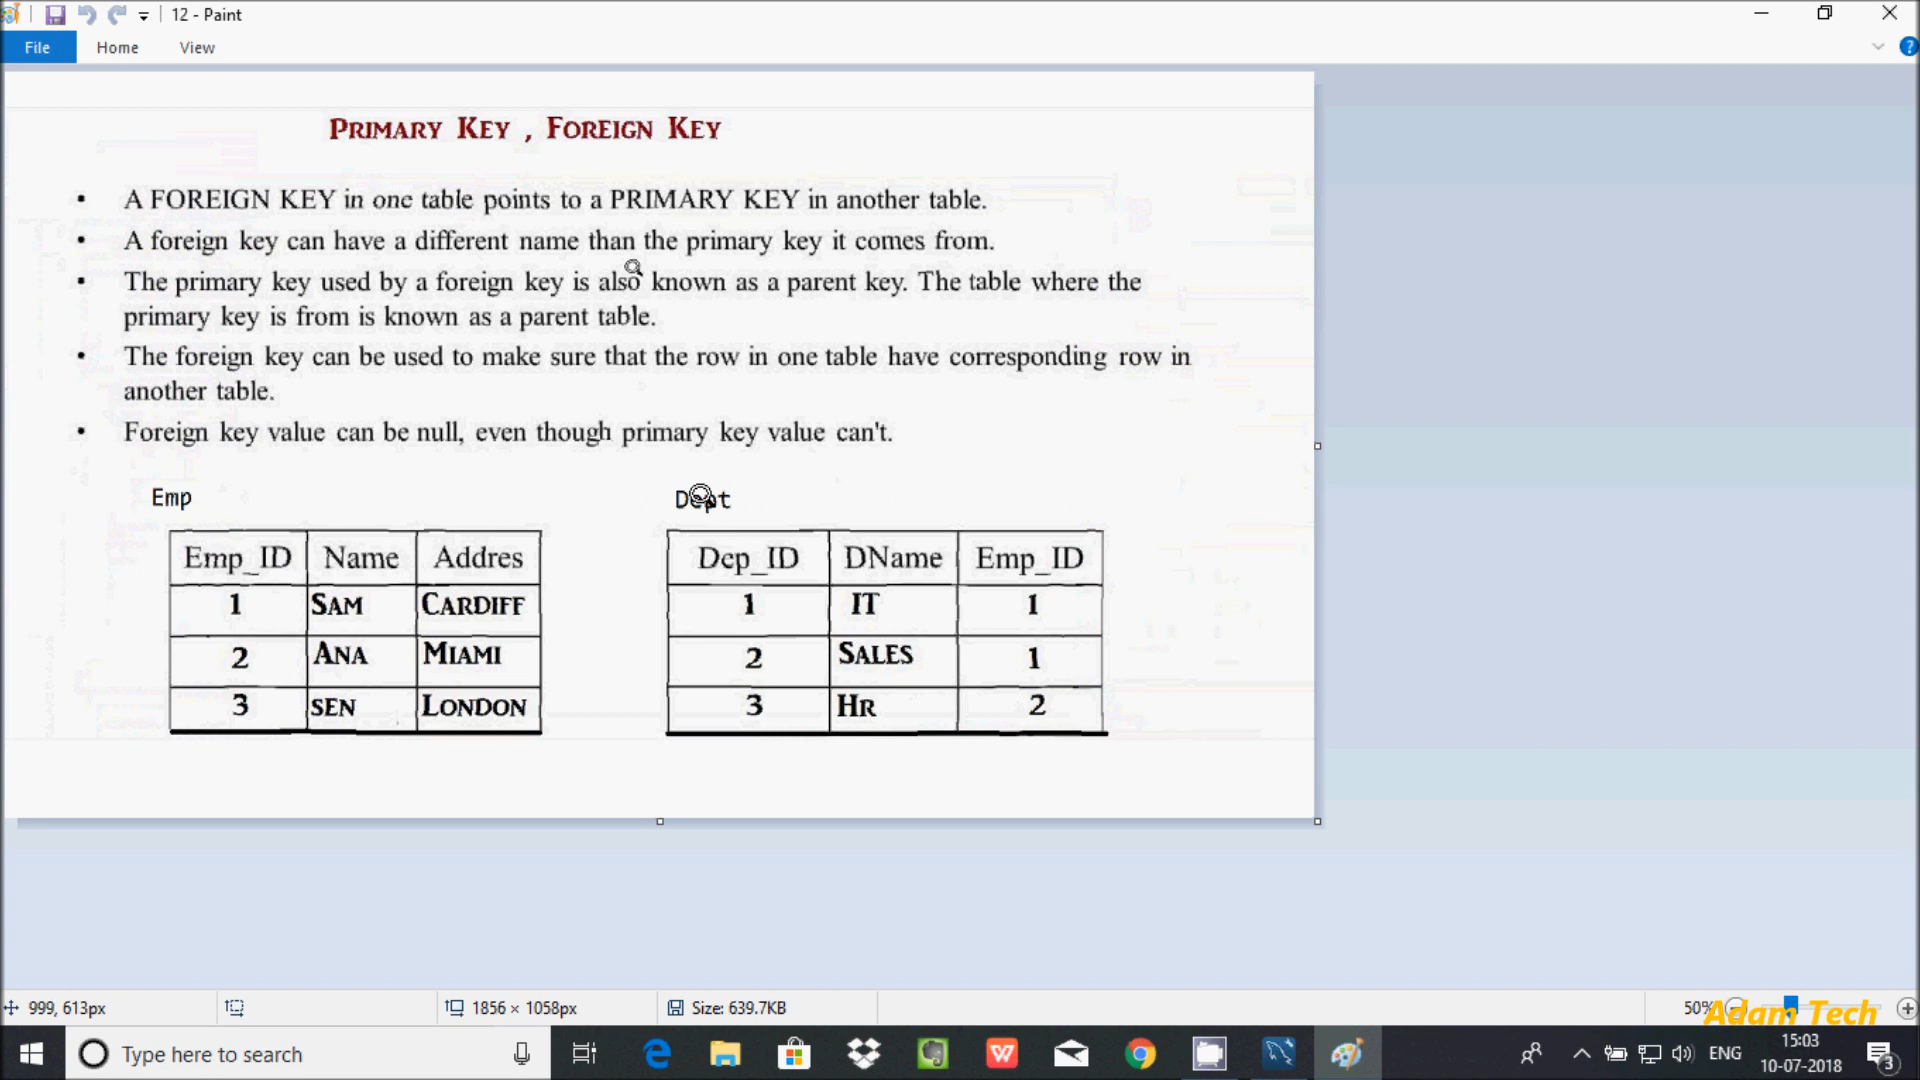 12 - Paint
File Home View
PRIMARY KEY , FOREIGN KEY
• A FOREIGN KEY in one table points to a PRIMARY KEY in another table.
• A foreign key can have a different name than the primary key it comes from.
• The primary key used by a foreign key is also known as a parent key. The table where the
primary key is from is known as a parent table.
• The foreign key can be used to make sure that the row in one table have corresponding row in
another table.
• Foreign key value can be null, even though primary key value can't.
Emp
Emp_ID Name Addres
1 SAM CARDIFF
2 ANA MIAMI
3 SEN LONDON
Dept
Dep_ID DName Emp_ID
1 IT 1
2 SALES 1
3 HR 2
999, 613px 1856 × 1058px Size: 639.7KB 50%
Adam Tech
Type here to search
ENG
15:03
10-07-2018
3